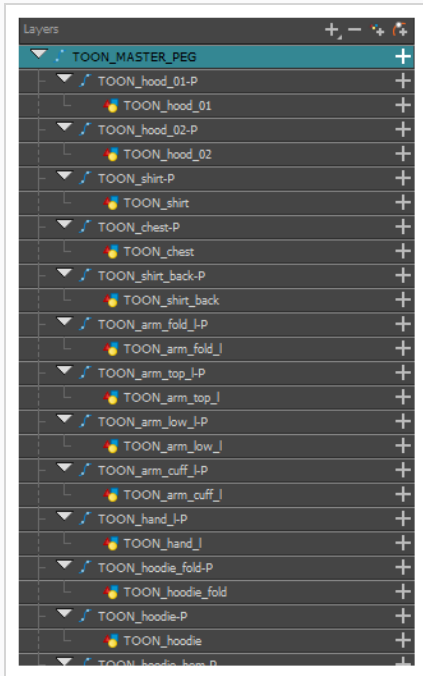 Layers
TOON_MASTER_PEG
TOON_hood_01-P
TOON_hood_01
TOON_hood_02-P
TOON_hood_02
TOON_shirt-P
TOON_shirt
TOON_chest-P
TOON_chest
TOON_shirt_back-P
TOON_shirt_back
TOON_arm_fold_l-P
TOON_arm_fold_l
TOON_arm_top_l-P
TOON_arm_top_l
TOON_arm_low_l-P
TOON_arm_low_l
TOON_arm_cuff_l-P
TOON_arm_cuff_l
TOON_hand_l-P
TOON_hand_l
TOON_hoodie_fold-P
TOON_hoodie_fold
TOON_hoodie-P
TOON_hoodie
TOON_hoodie_hem-P